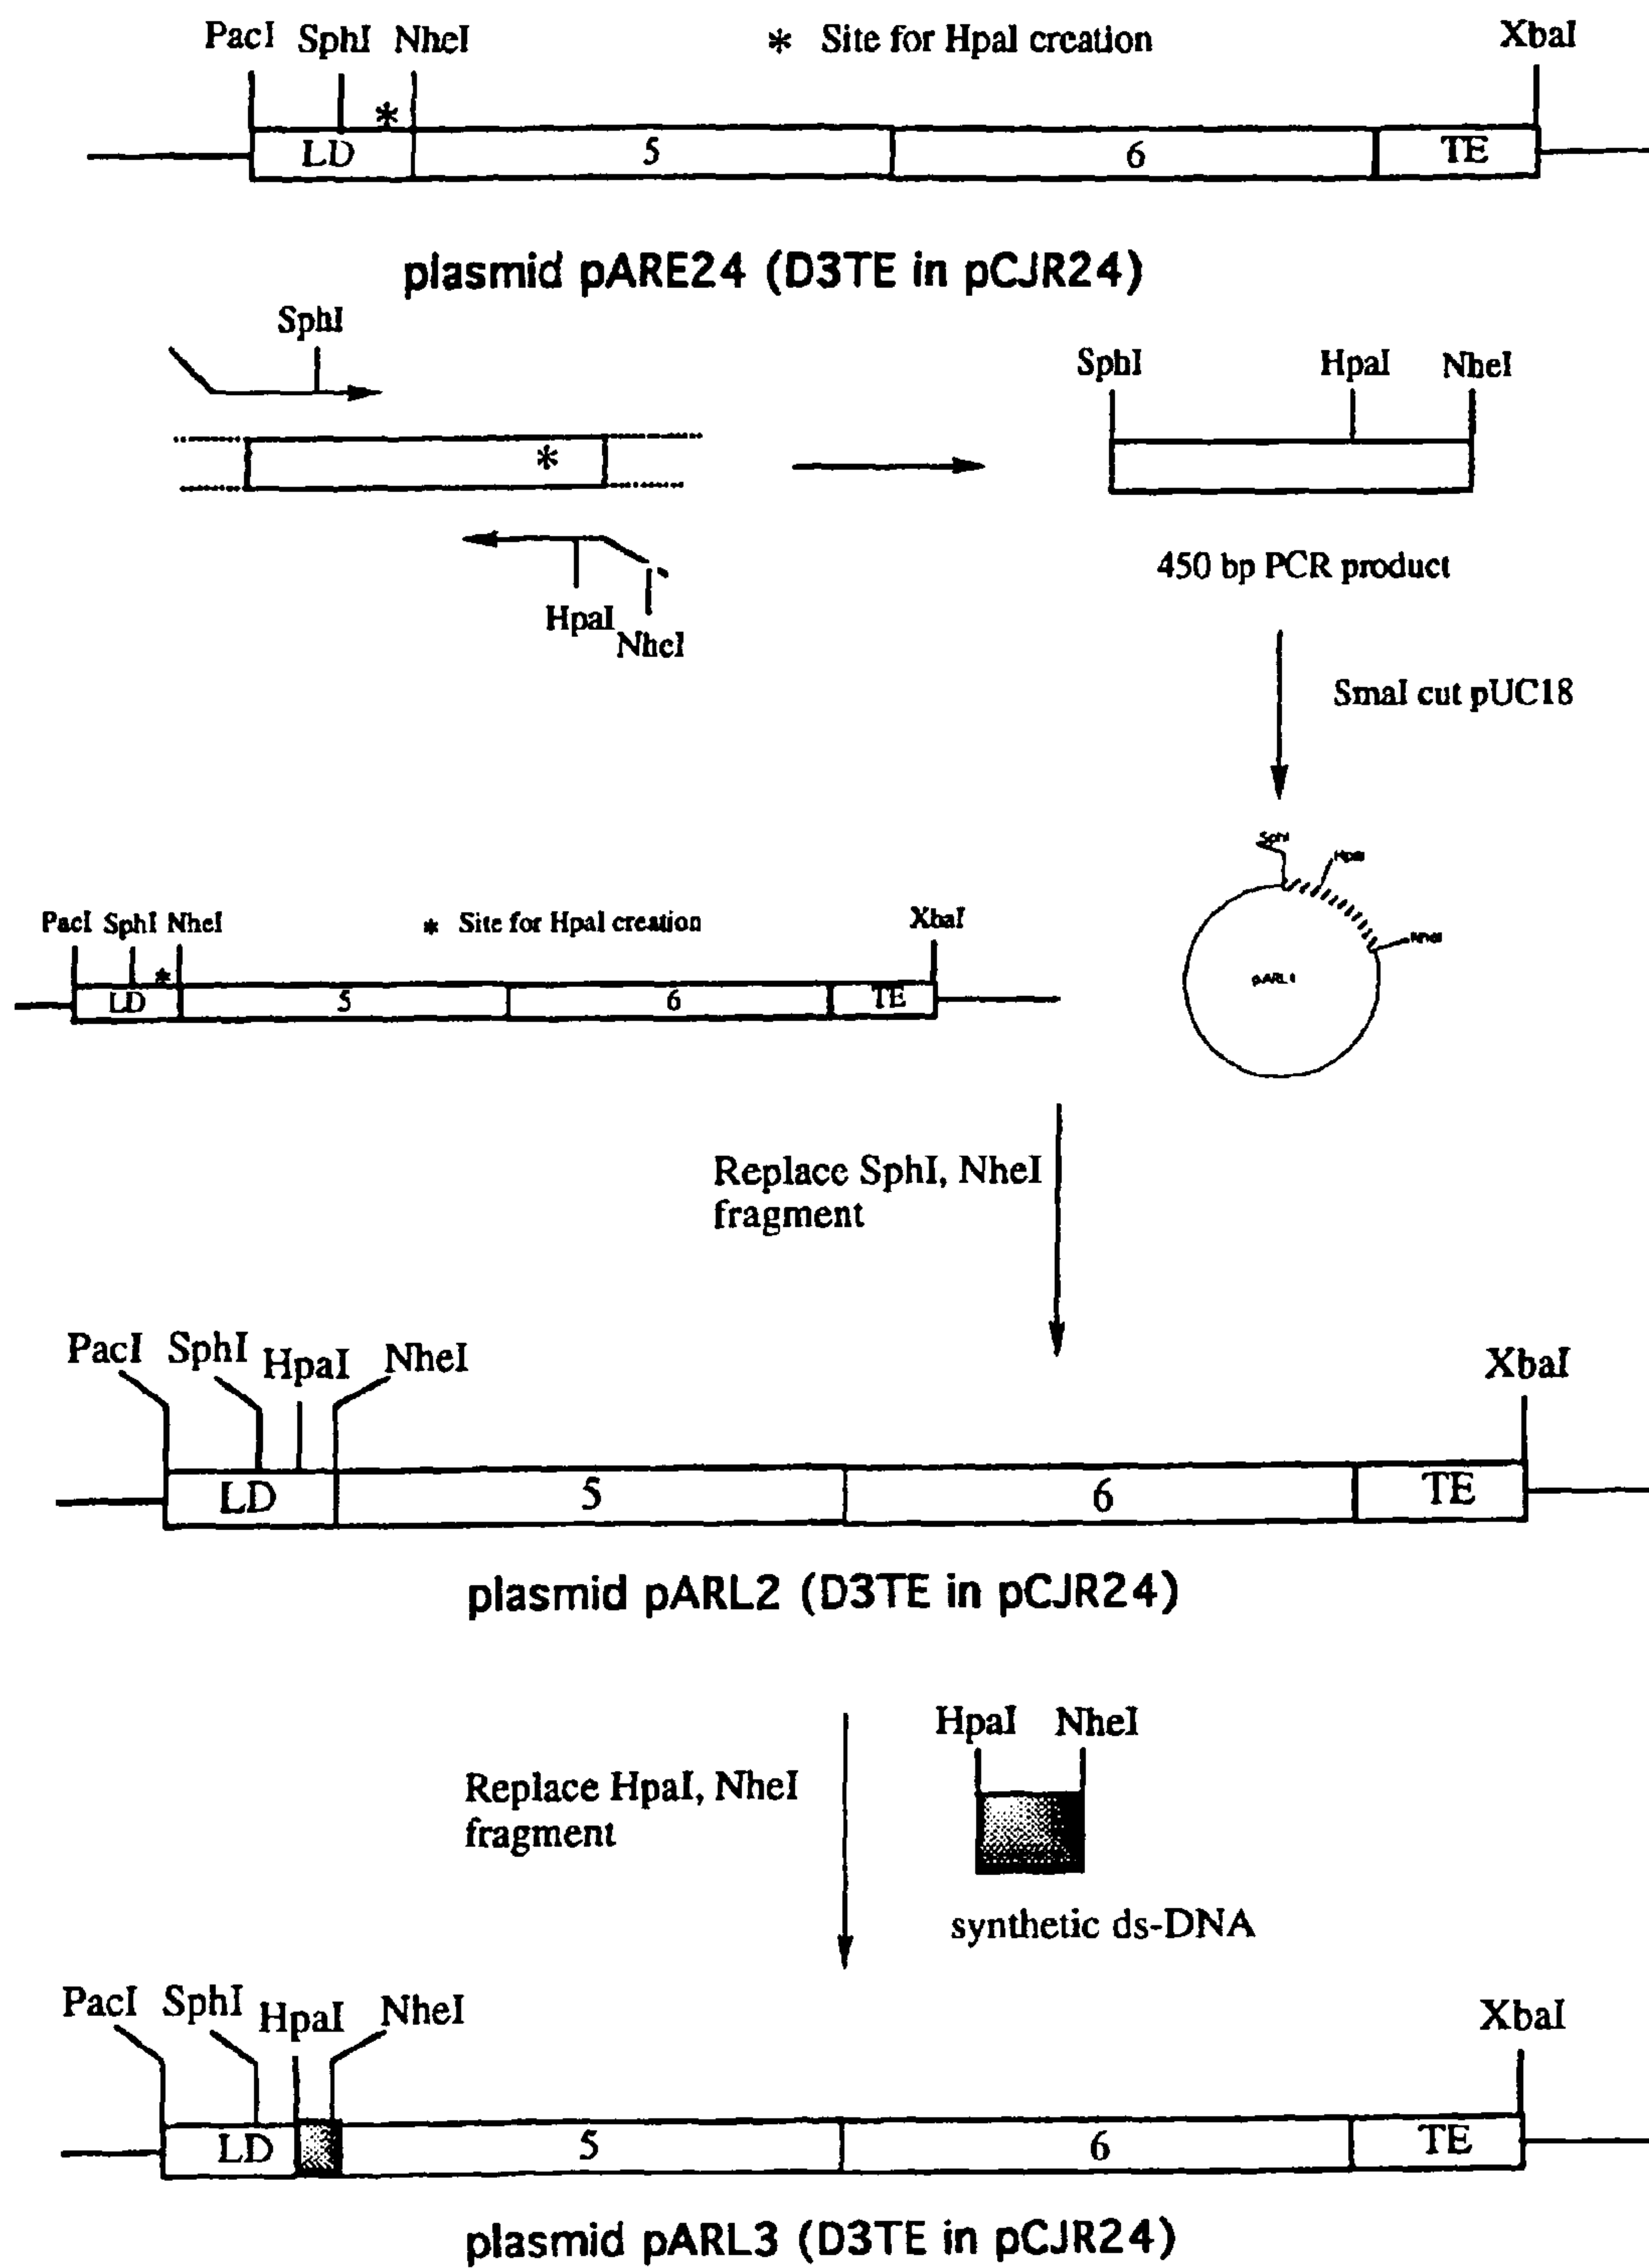 PacI SphI NheI
* Site for HpaI creation
XbaI
LD 5 6 TE
plasmid pARE24 (D3TE in pCJR24)
SphI
*
HpaI
NheI
SphI HpaI NheI
450 bp PCR product
SmaI cut pUC18
SphI
HpaI
NheI
PacI SphI NheI
* Site for HpaI creation
XbaI
LD 5 6 TE
Replace SphI, NheI
fragment
PacI SphI HpaI NheI
XbaI
LD 5 6 TE
plasmid pARL2 (D3TE in pCJR24)
Replace HpaI, NheI
fragment
HpaI NheI
synthetic ds-DNA
PacI SphI HpaI NheI
XbaI
LD 5 6 TE
plasmid pARL3 (D3TE in pCJR24)